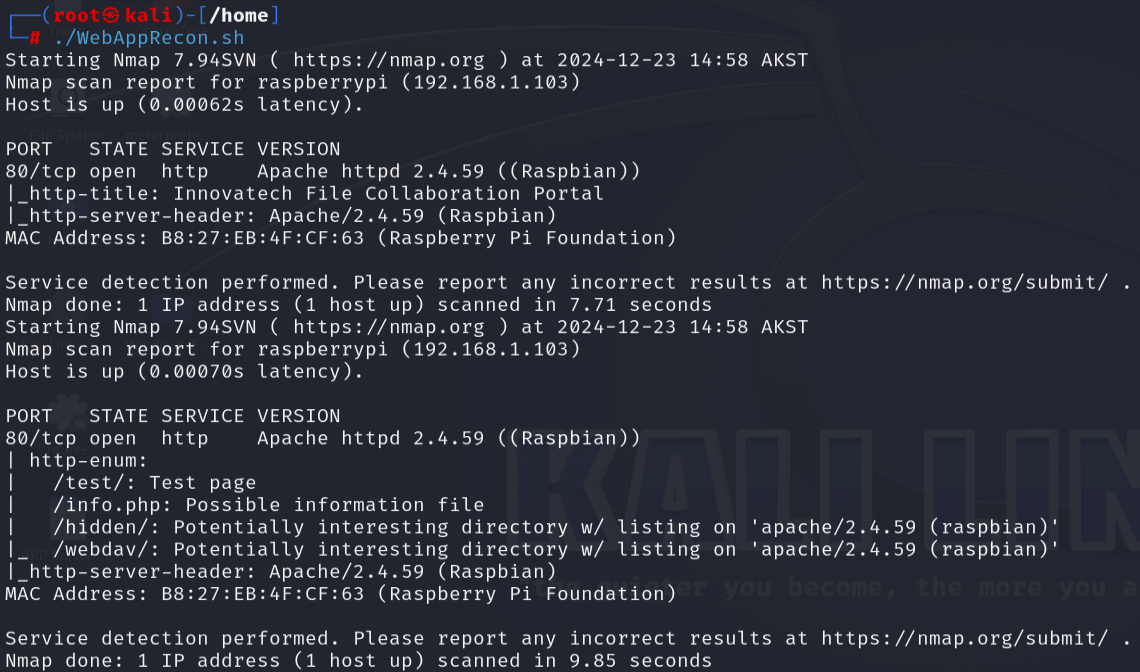 ┌──(root㉿kali)-[/home]
└─# ./WebAppRecon.sh
Starting Nmap 7.94SVN ( https://nmap.org ) at 2024-12-23 14:58 AKST
Nmap scan report for raspberrypi (192.168.1.103)
Host is up (0.00062s latency).
File System
PORT   STATE SERVICE VERSION
80/tcp open  http    Apache httpd 2.4.59 ((Raspbian))
|_http-title: Innovatech File Collaboration Portal
|_http-server-header: Apache/2.4.59 (Raspbian)
MAC Address: B8:27:EB:4F:CF:63 (Raspberry Pi Foundation)
Service detection performed. Please report any incorrect results at https://nmap.org/submit/ .
Nmap done: 1 IP address (1 host up) scanned in 7.71 seconds
Starting Nmap 7.94SVN ( https://nmap.org ) at 2024-12-23 14:58 AKST
Nmap scan report for raspberrypi (192.168.1.103)
Host is up (0.00070s latency).
PORT   STATE SERVICE VERSION
80/tcp open  http    Apache httpd 2.4.59 ((Raspbian))
| http-enum:
|   /test/: Test page
|   /info.php: Possible information file
|   /hidden/: Potentially interesting directory w/ listing on 'apache/2.4.59 (raspbian)'
|_  /webdav/: Potentially interesting directory w/ listing on 'apache/2.4.59 (raspbian)'
KALI LIN
|_http-server-header: Apache/2.4.59 (Raspbian)
you become, the more you a
MAC Address: B8:27:EB:4F:CF:63 (Raspberry Pi Foundation)
Service detection performed. Please report any incorrect results at https://nmap.org/submit/ .
Nmap done: 1 IP address (1 host up) scanned in 9.85 seconds